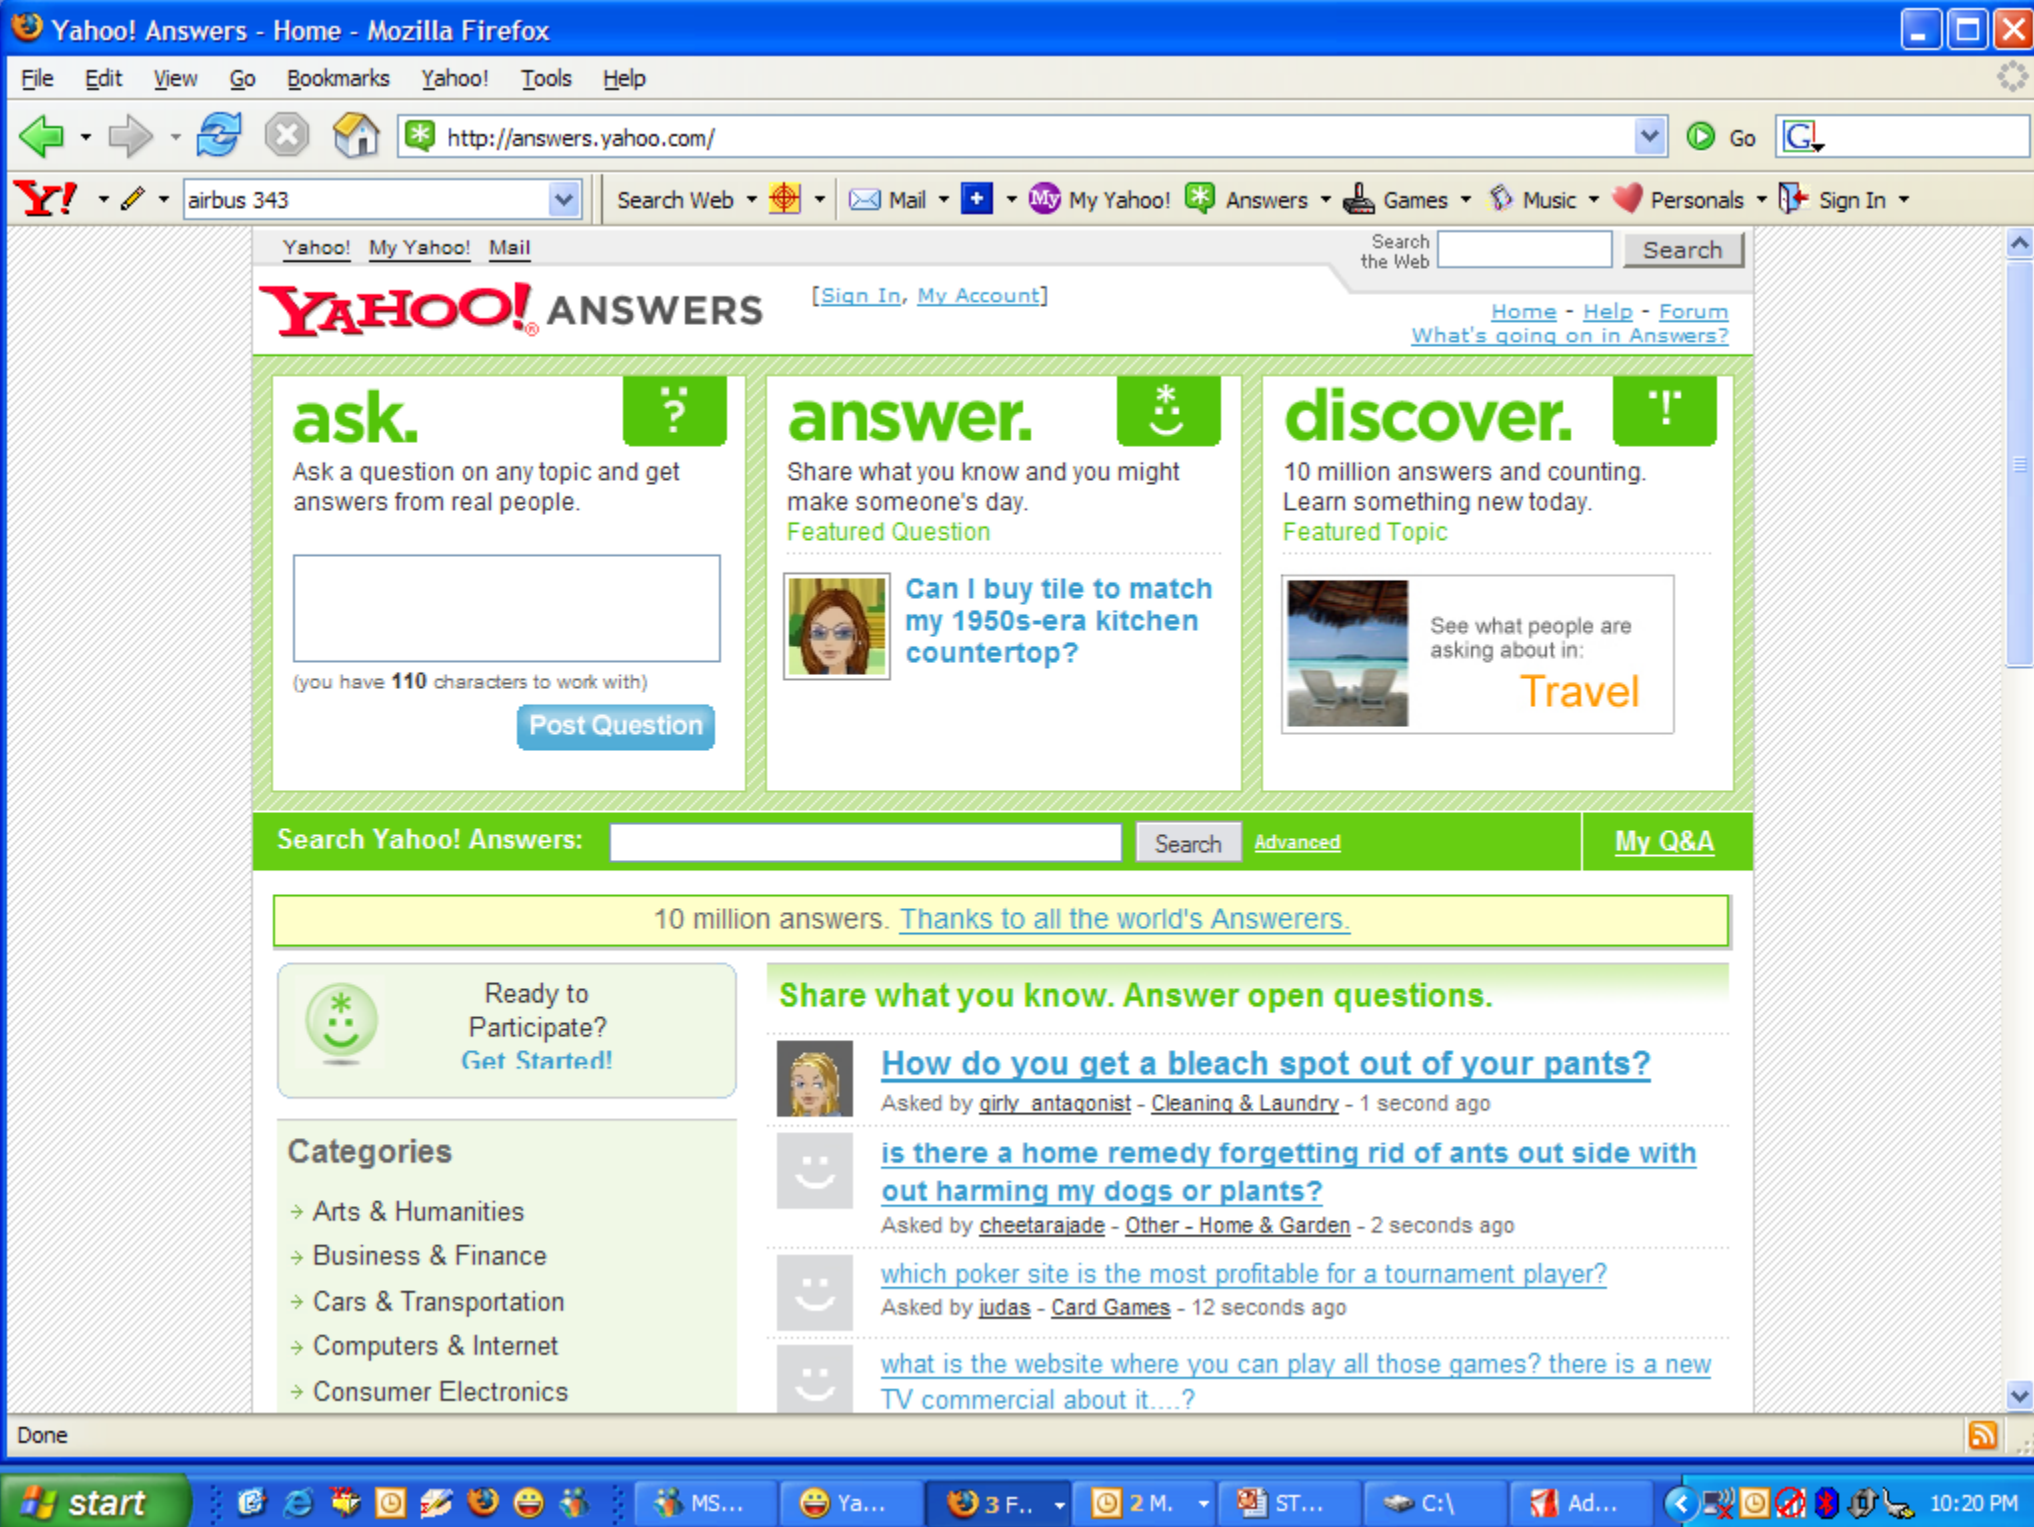 Yahoo! Answers - Home - Mozilla Firefox
File Edit View Go Bookmarks Yahoo! Tools Help
http://answers.yahoo.com/ Go G
Y! airbus 343 Search Web Mail My My Yahoo! Answers Games Music Personals Sign In
Yahoo! My Yahoo! Mail
Search
the Web
Search
YAHOO!® ANSWERS
[Sign In, My Account]
Home - Help - Forum
What's going on in Answers?
ask.
?
Ask a question on any topic and get
answers from real people.
(you have 110 characters to work with)
Post Question
answer.
Share what you know and you might
make someone's day.
Featured Question
Can I buy tile to match
my 1950s-era kitchen
countertop?
discover.
!
10 million answers and counting.
Learn something new today.
Featured Topic
See what people are
asking about in:
Travel
Search Yahoo! Answers: Search Advanced My Q&A
10 million answers. Thanks to all the world's Answerers.
Ready to
Participate?
Get Started!
Categories
Arts & Humanities
Business & Finance
Cars & Transportation
Computers & Internet
Consumer Electronics
Share what you know. Answer open questions.
How do you get a bleach spot out of your pants?
Asked by girly_antagonist - Cleaning & Laundry - 1 second ago
is there a home remedy forgetting rid of ants out side with
out harming my dogs or plants?
Asked by cheetarajade - Other - Home & Garden - 2 seconds ago
which poker site is the most profitable for a tournament player?
Asked by judas - Card Games - 12 seconds ago
what is the website where you can play all those games? there is a new
TV commercial about it....?
Done
start MS... Ya... 3 F.. 2 M. ST... C:\ Ad... 10:20 PM